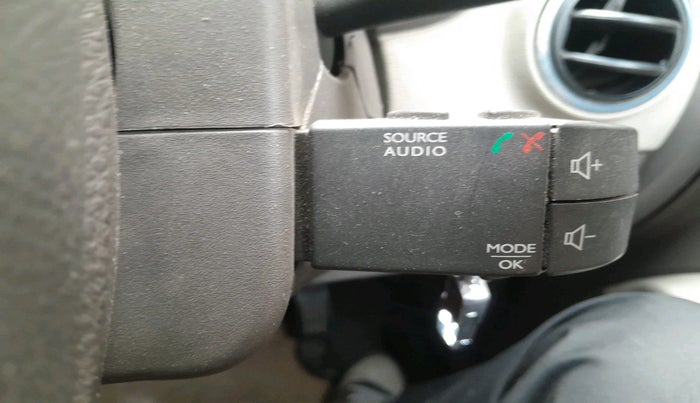 SOURCE
AUDIO
+
MODE
OK
-